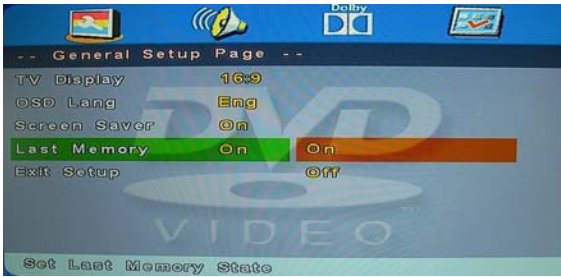 Dolby
-- General Setup Page --
TV Display 16:9
OSD Lang Eng
Screen Saver On
Last Memory On On
Exit Setup Off
DVD
VIDEO
Set Last Memory State